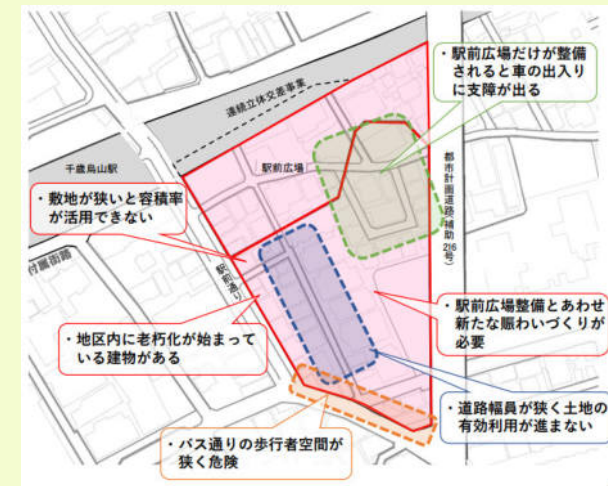 ・駅前広場だけが整備
されると車の出入り
に支障が出る
連続立体交差事業
千歳烏山駅
駅前広場
都市計画道路(補助216号)
・敷地が狭いと容積率
が活用できない
付属街路
駅前通り
・駅前広場整備とあわせ
新たな賑わいづくりが
必要
・地区内に老朽化が始まって
いる建物がある
・道路幅員が狭く土地の
有効利用が進まない
・バス通りの歩行者空間が
狭く危険